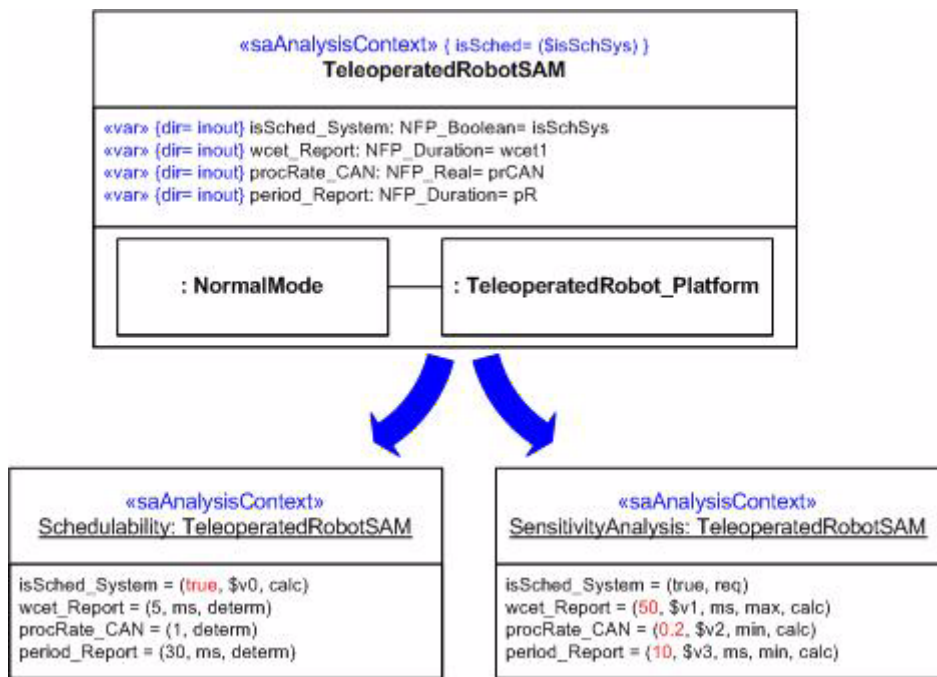 «saAnalysisContext» { isSched= ($isSchSys) }
TeleoperatedRobotSAM
«var» {dir= inout} isSched_System: NFP_Boolean= isSchSys
«var» {dir= inout} wcet_Report: NFP_Duration= wcet1
«var» {dir= inout} procRate_CAN: NFP_Real= prCAN
«var» {dir= inout} period_Report: NFP_Duration= pR
: NormalMode
: TeleoperatedRobot_Platform
«saAnalysisContext»
Schedulability: TeleoperatedRobotSAM
isSched_System = (true, $v0, calc)
wcet_Report = (5, ms, determ)
procRate_CAN = (1, determ)
period_Report = (30, ms, determ)
«saAnalysisContext»
SensitivityAnalysis: TeleoperatedRobotSAM
isSched_System = (true, req)
wcet_Report = (50, $v1, ms, max, calc)
procRate_CAN = (0.2, $v2, min, calc)
period_Report = (10, $v3, ms, min, calc)